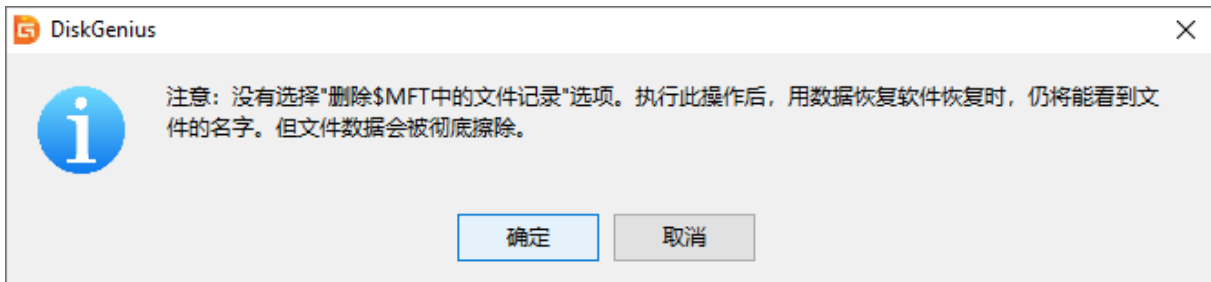 DiskGenius
注意：没有选择"删除$MFT中的文件记录"选项。执行此操作后，用数据恢复软件恢复时，仍将能看到文
件的名字。但文件数据会被彻底擦除。
确定
取消